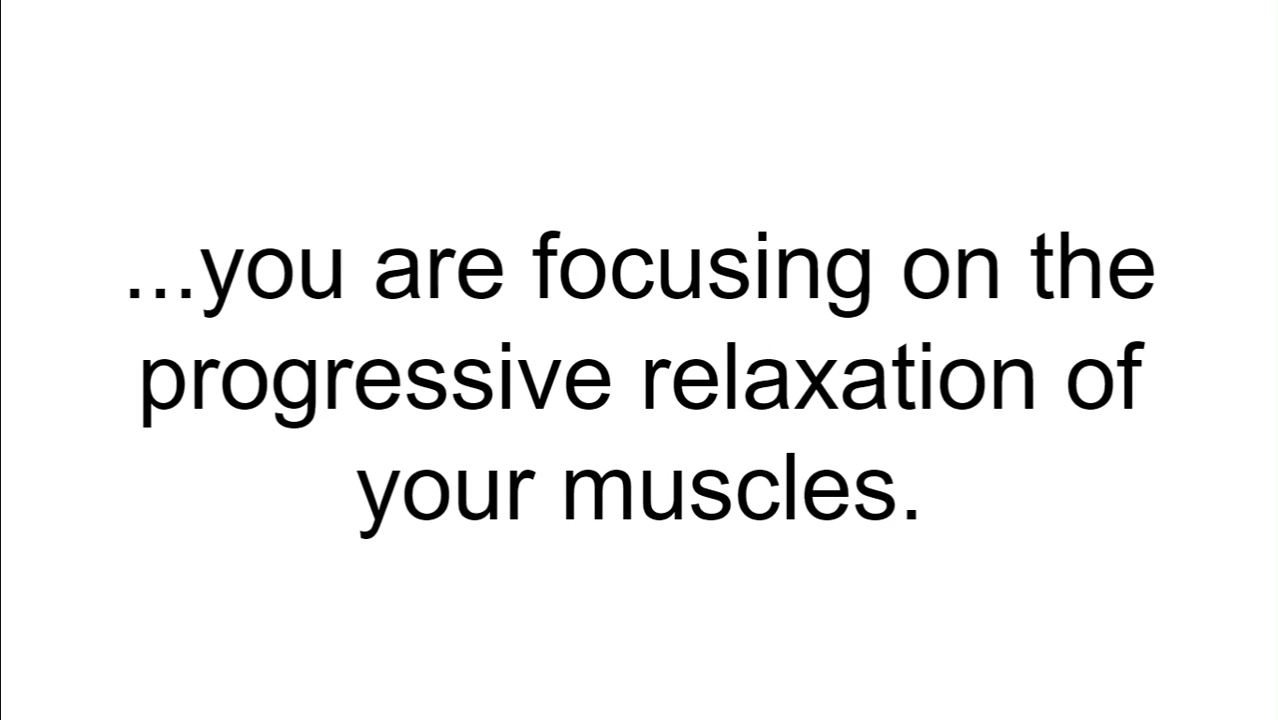 ...you are focusing on the
progressive relaxation of
your muscles.